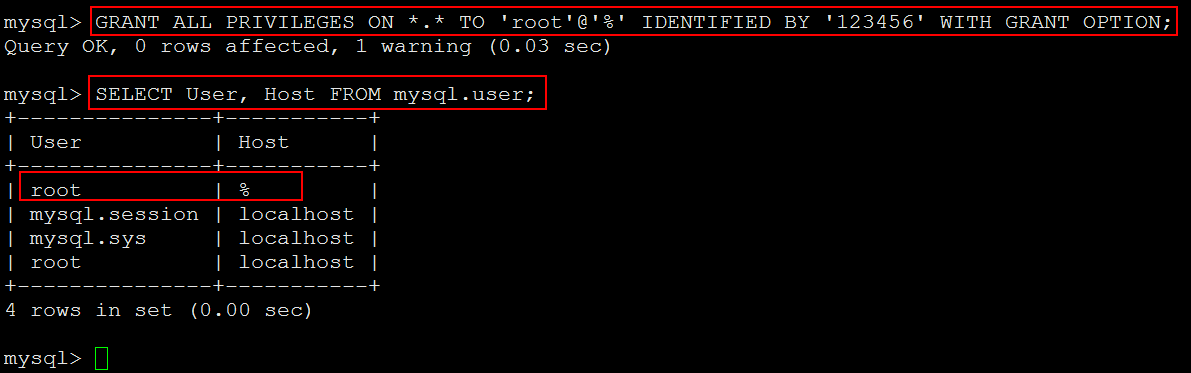 mysql> GRANT ALL PRIVILEGES ON *.* TO 'root'@'%' IDENTIFIED BY '123456' WITH GRANT OPTION;
Query OK, 0 rows affected, 1 warning (0.03 sec)
mysql> SELECT User, Host FROM mysql.user;
+---------------+-----------+
| User          | Host      |
+---------------+-----------+
| root          | %         |
| mysql.session | localhost |
| mysql.sys     | localhost |
| root          | localhost |
+---------------+-----------+
4 rows in set (0.00 sec)
mysql>